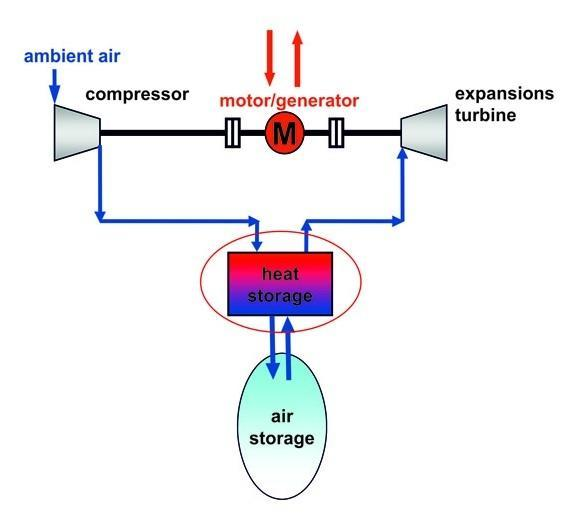 ambient air
compressor
motor/generator
M
expansions
turbine
heat
storage
air
storage